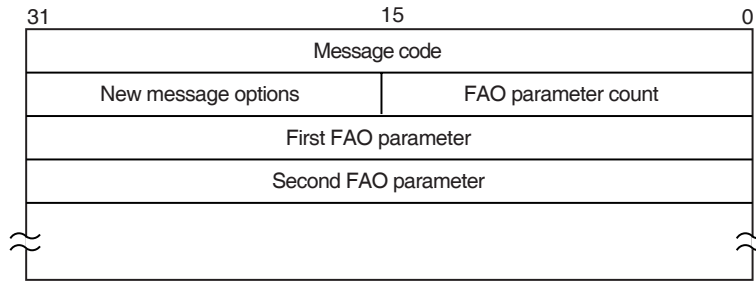 31 15 0
Message code
New message options FAO parameter count
First FAO parameter
Second FAO parameter